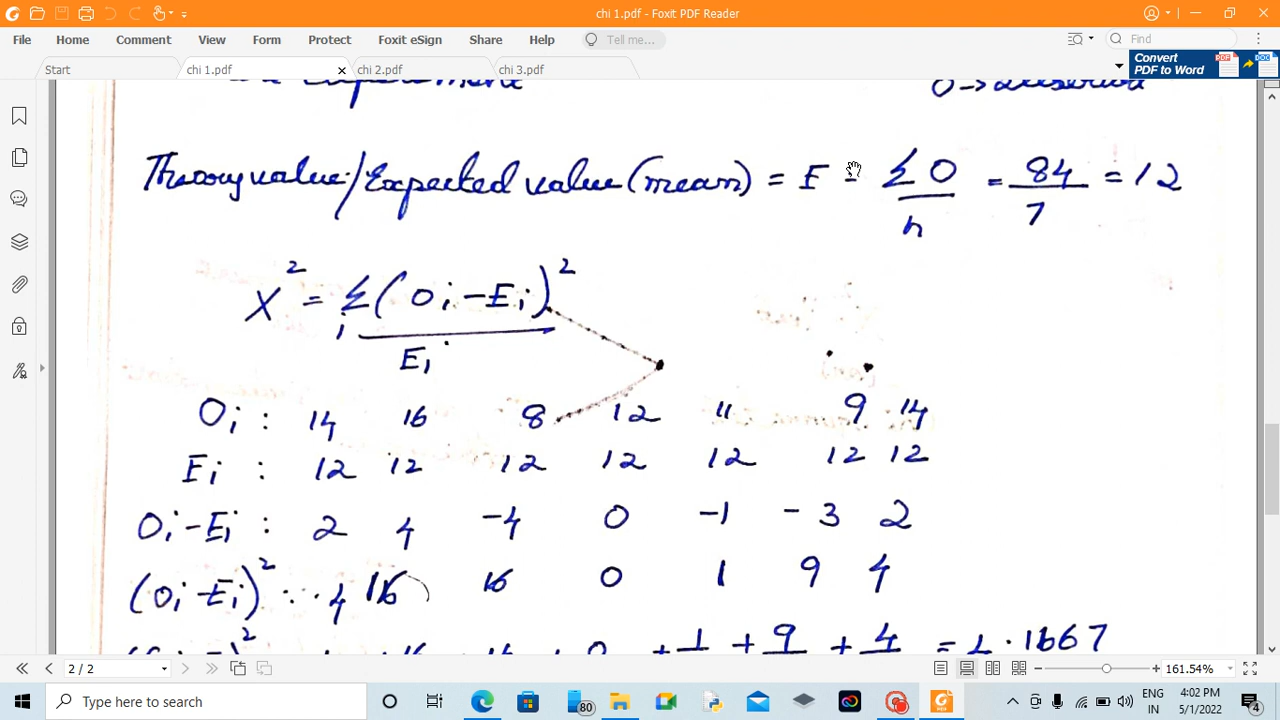 chi 1.pdf - Foxit PDF Reader
File Home Comment View Form Protect Foxit eSign Share Help Tell me... Find
Start chi 1.pdf chi 2.pdf chi 3.pdf Convert PDF to Word
Theory value/Expected value (mean) = E = ΣO/n = 84/7 = 12
X² = Σi (Oi - Ei)² / Ei
Oi : 14 16 8 12 11 9 14
Ei : 12 12 12 12 12 12 12
Oi-Ei : 2 4 -4 0 -1 -3 2
(Oi-Ei)² : 4 16 16 0 1 9 4
2 / 2 161.54%
Type here to search 80 ENG IN 4:02 PM 5/1/2022 4